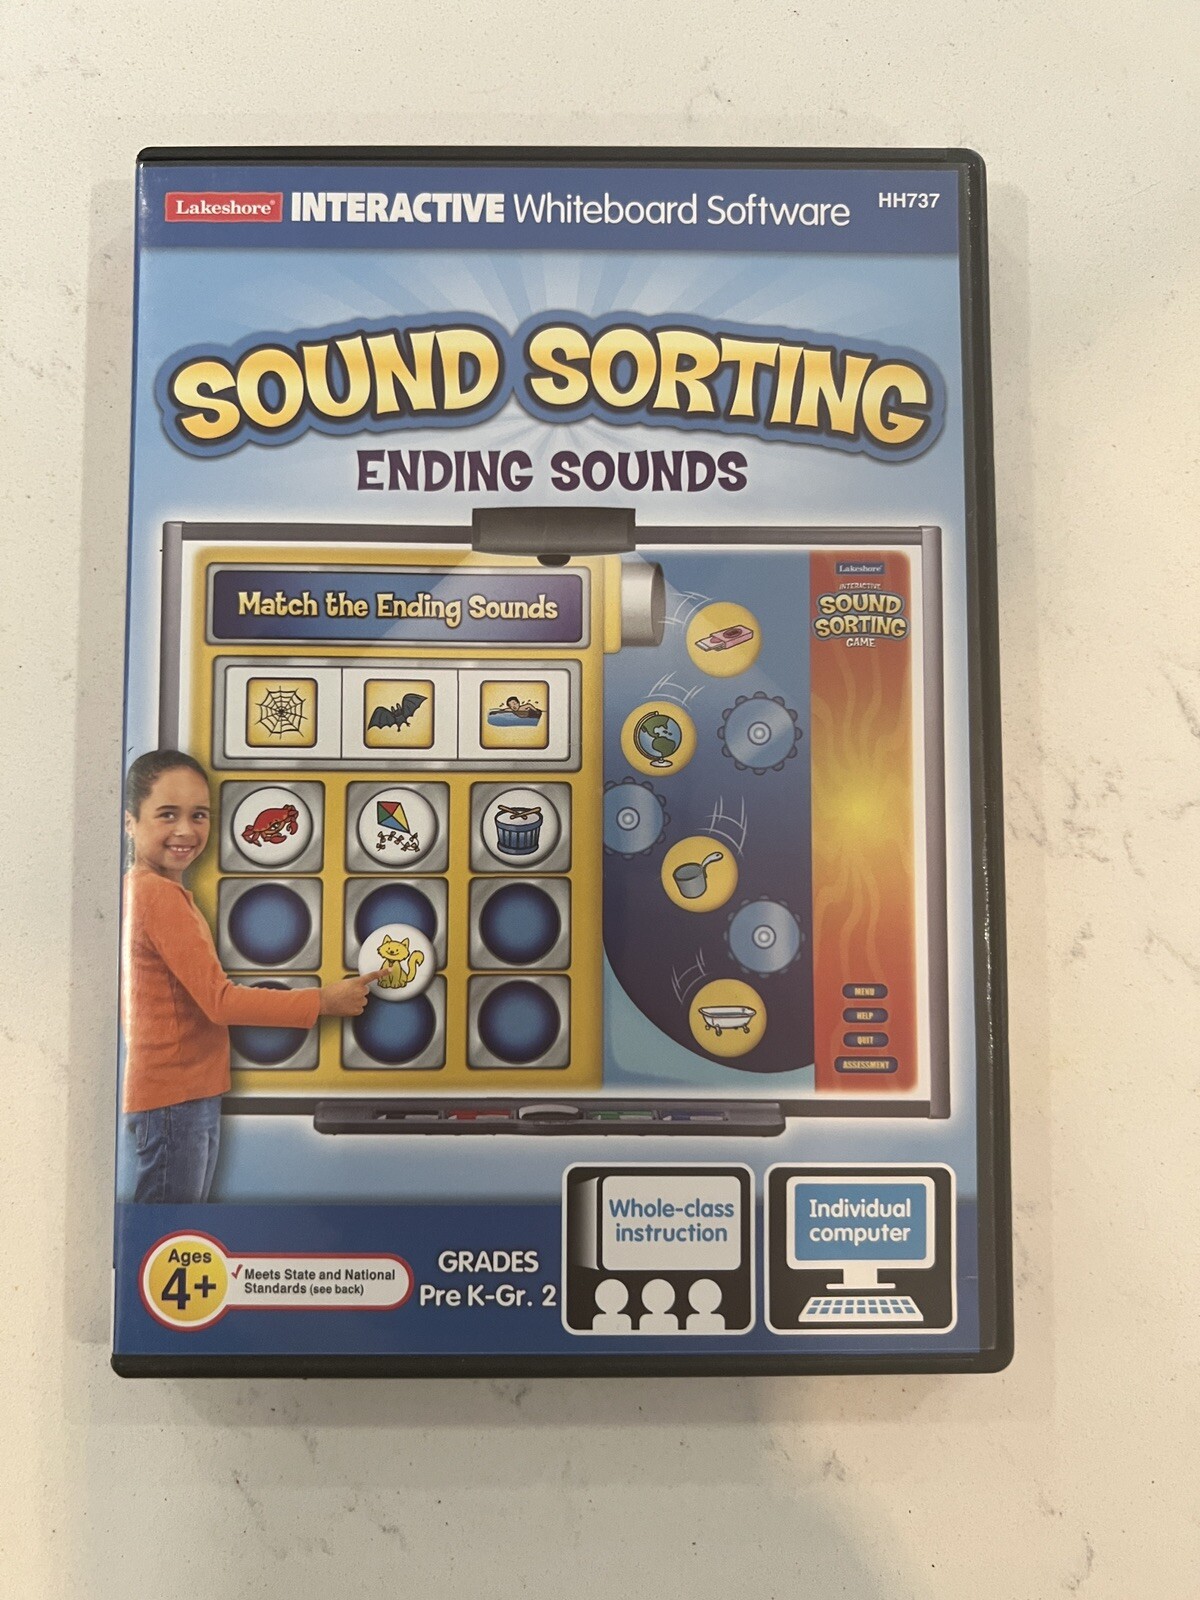 Lakeshore® INTERACTIVE Whiteboard Software HH737
SOUND SORTING
ENDING SOUNDS
Match the Ending Sounds
Lakeshore®
INTERACTIVE
SOUND
SORTING
GAME
MENU
HELP
QUIT
ASSESSMENT
Ages
4+
✓Meets State and National
Standards (see back)
GRADES
Pre K-Gr. 2
Whole-class
instruction
Individual
computer